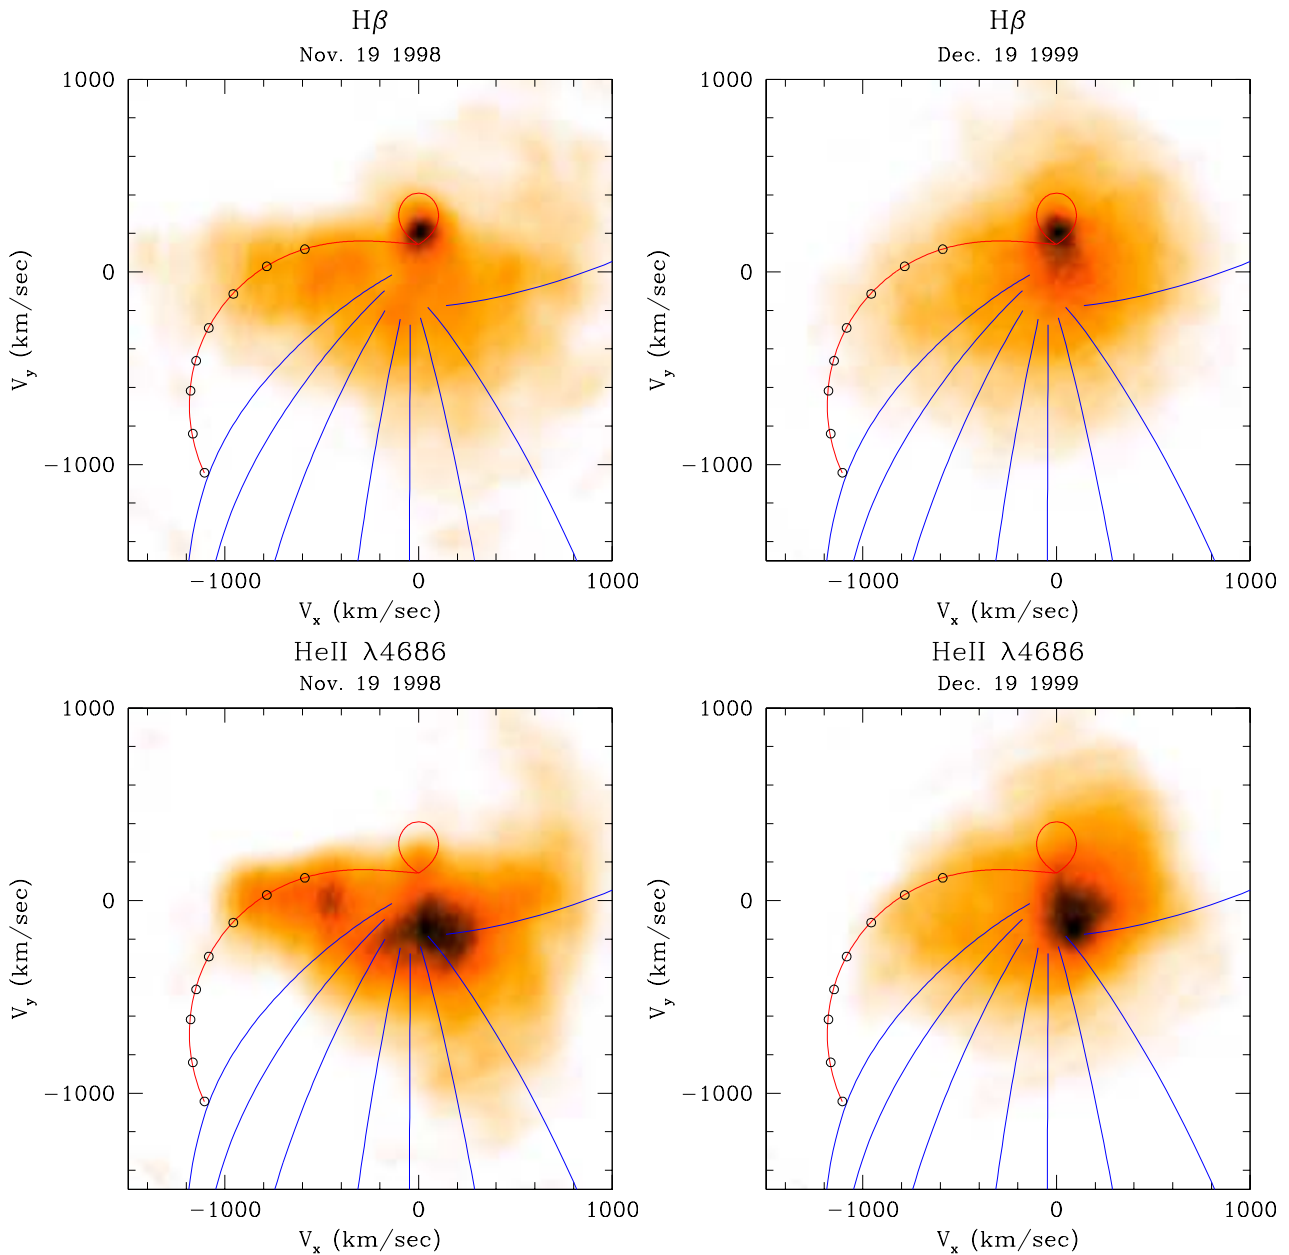 Hβ
Nov. 19 1998
1000
0
−1000
V_y (km/sec)
−1000 0 1000
V_x (km/sec)
Hβ
Dec. 19 1999
1000
0
−1000
V_y (km/sec)
−1000 0 1000
V_x (km/sec)
HeII λ4686
Nov. 19 1998
1000
0
−1000
V_y (km/sec)
−1000 0 1000
V_x (km/sec)
HeII λ4686
Dec. 19 1999
1000
0
−1000
V_y (km/sec)
−1000 0 1000
V_x (km/sec)